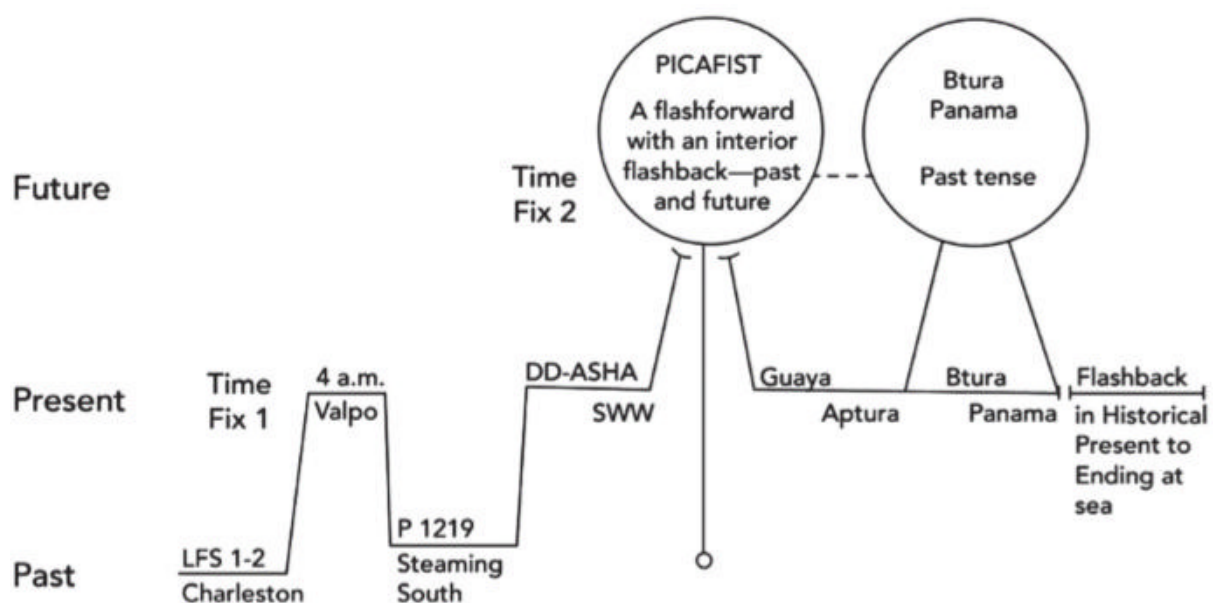 PICAFIST
A flashforward
with an interior
flashback—past
and future
Btura
Panama
Past tense
Future
Time
Fix 2
Present
Time
Fix 1
4 a.m.
Valpo
DD-ASHA
SWW
Guaya
Aptura
Btura
Panama
Flashback
in Historical
Present to
Ending at
sea
Past
LFS 1-2
Charleston
P 1219
Steaming
South